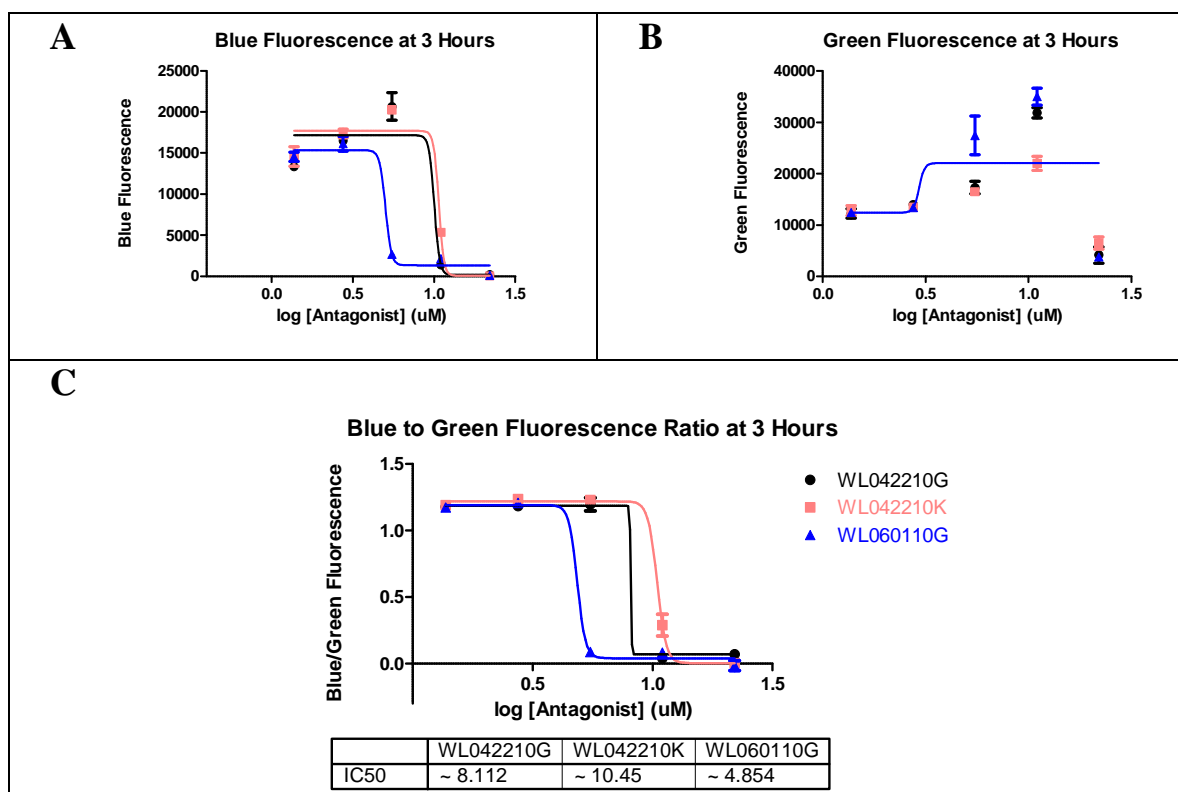 A
Blue Fluorescence at 3 Hours
Blue Fluorescence
25000
20000
15000
10000
5000
0
0.0 0.5 1.0 1.5
log [Antagonist] (uM)
B
Green Fluorescence at 3 Hours
Green Fluorescence
40000
30000
20000
10000
0
0.0 0.5 1.0 1.5
log [Antagonist] (uM)
C
Blue to Green Fluorescence Ratio at 3 Hours
Blue/Green Fluorescence
1.5
1.0
0.5
0.0
0.5 1.0 1.5
log [Antagonist] (uM)
WL042210G
WL042210K
WL060110G
WL042210G WL042210K WL060110G
IC50 ~ 8.112 ~ 10.45 ~ 4.854